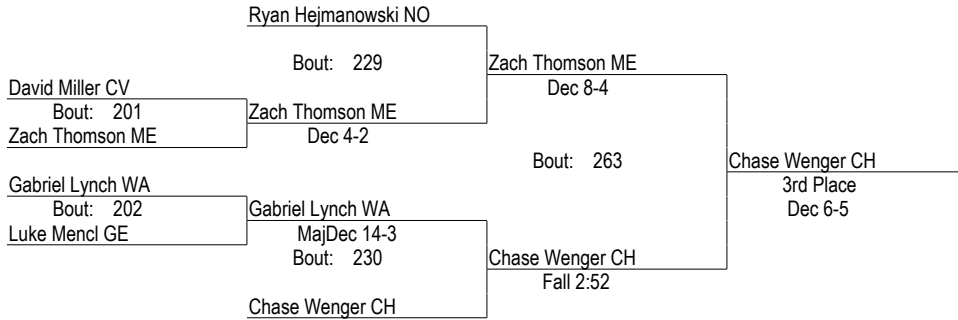 Ryan Hejmanowski NO
Bout: 229
Zach Thomson ME
Dec 8-4
David Miller CV
Bout: 201
Zach Thomson ME
Zach Thomson ME
Dec 4-2
Bout: 263
Chase Wenger CH
3rd Place
Dec 6-5
Gabriel Lynch WA
Bout: 202
Luke Mencl GE
Gabriel Lynch WA
MajDec 14-3
Bout: 230
Chase Wenger CH
Fall 2:52
Chase Wenger CH